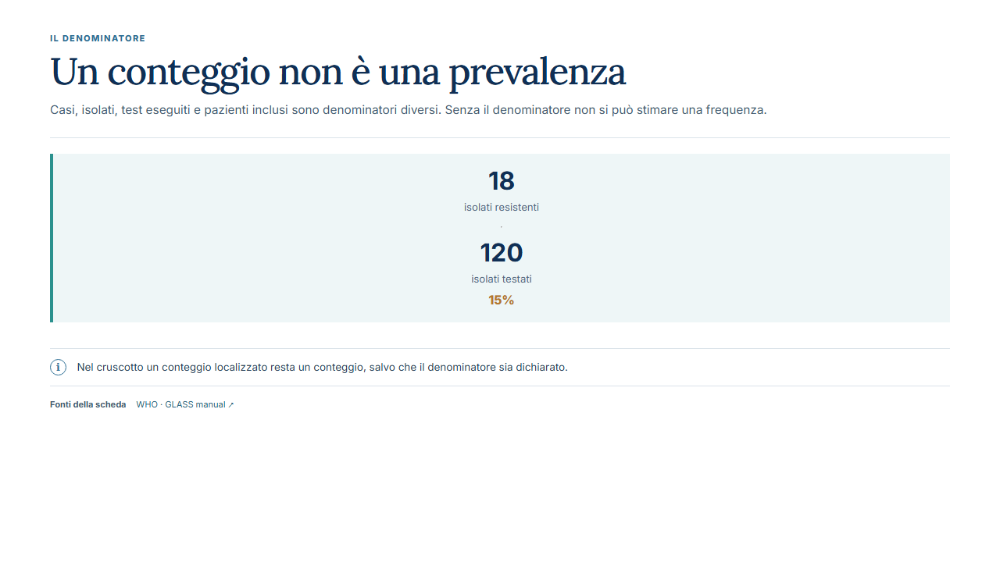 IL DENOMINATORE
Un conteggio non è una prevalenza
Casi, isolati, test eseguiti e pazienti inclusi sono denominatori diversi. Senza il denominatore non si può stimare una frequenza.
18
isolati resistenti
·
120
isolati testati
15%
i Nel cruscotto un conteggio localizzato resta un conteggio, salvo che il denominatore sia dichiarato.
Fonti della scheda WHO · GLASS manual ↗